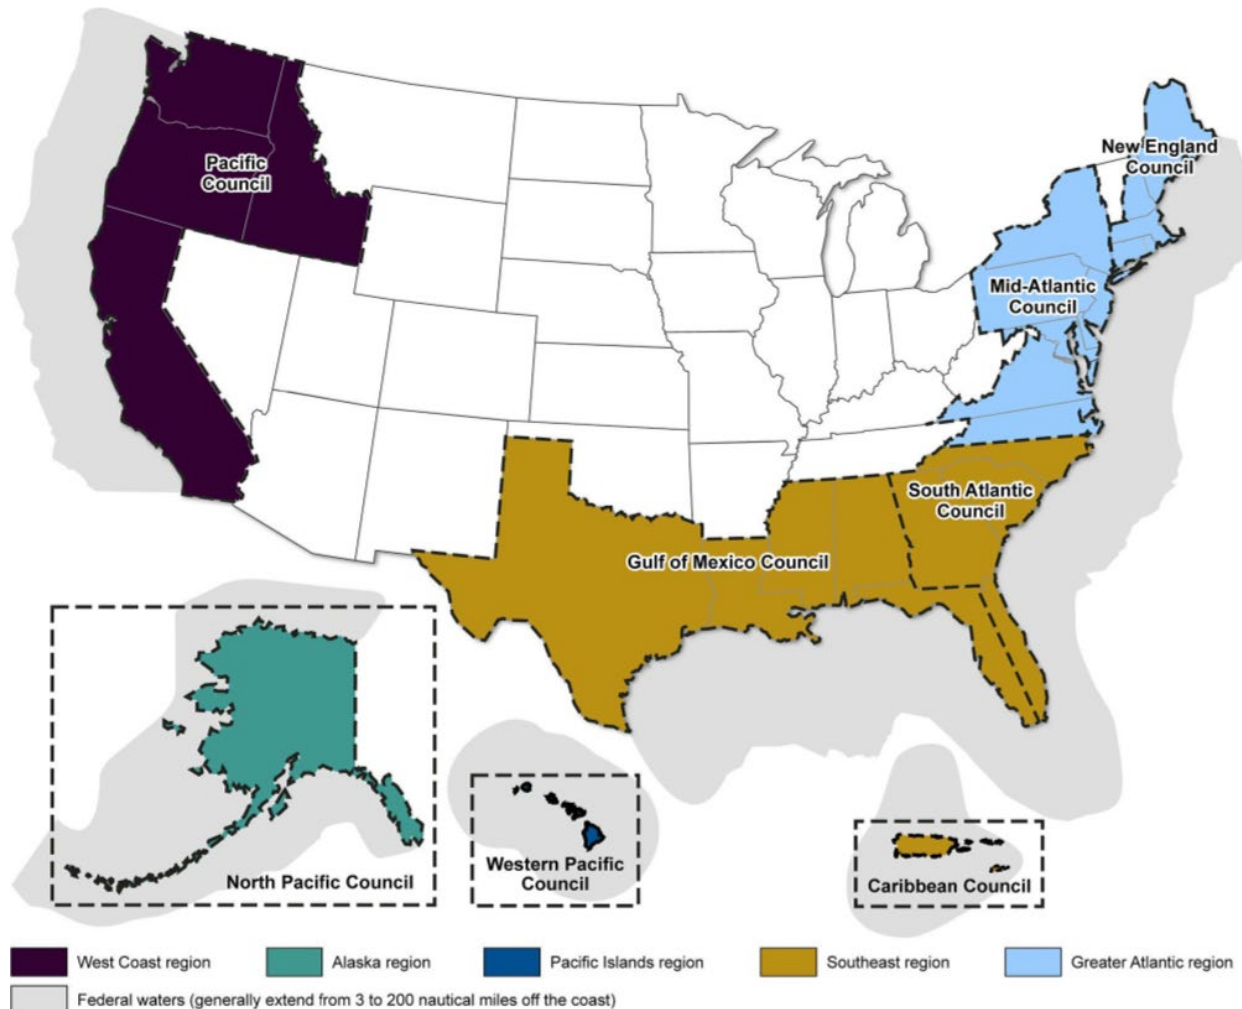 Pacific
Council
New England
Council
Mid-Atlantic
Council
South Atlantic
Council
Gulf of Mexico Council
North Pacific Council
Western Pacific
Council
Caribbean Council
West Coast region
Alaska region
Pacific Islands region
Southeast region
Greater Atlantic region
Federal waters (generally extend from 3 to 200 nautical miles off the coast)